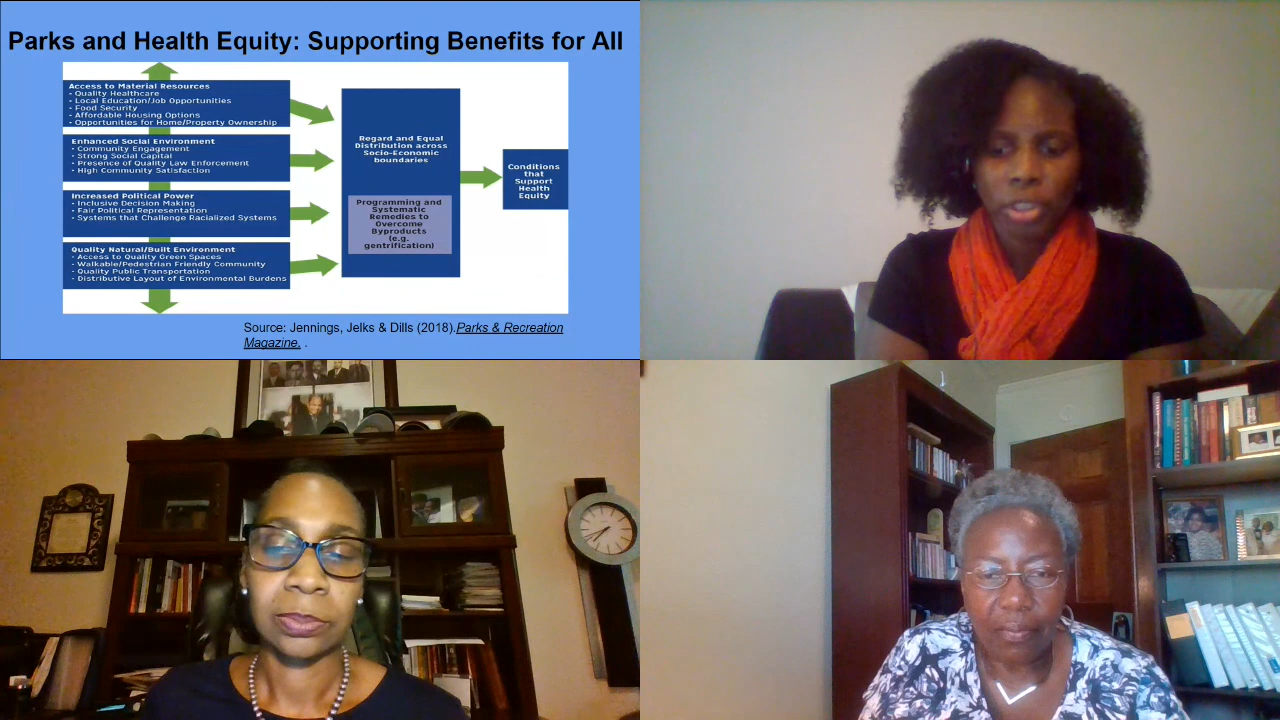 Parks and Health Equity: Supporting Benefits for All
Access to Material Resources
- Quality Healthcare
- Local Education/Job Opportunities
- Food Security
- Affordable Housing Options
- Opportunities for Home/Property Ownership
Enhanced Social Environment
- Community Engagement
- Strong Social Capital
- Presence of Quality Law Enforcement
- High Community Satisfaction
Increased Political Power
- Inclusive Decision Making
- Fair Political Representation
- Systems that Challenge Racialized Systems
Quality Natural/Built Environment
- Access to Quality Green Spaces
- Walkable/Pedestrian Friendly Community
- Quality Public Transportation
- Distributive Layout of Environmental Burdens
Regard and Equal
Distribution across
Socio-Economic
boundaries
Programming and
Systematic
Remedies to
Overcome
Byproducts
(e.g.
gentrification)
Conditions
that
Support
Health
Equity
Source: Jennings, Jelks & Dills (2018).Parks & Recreation
Magazine. .